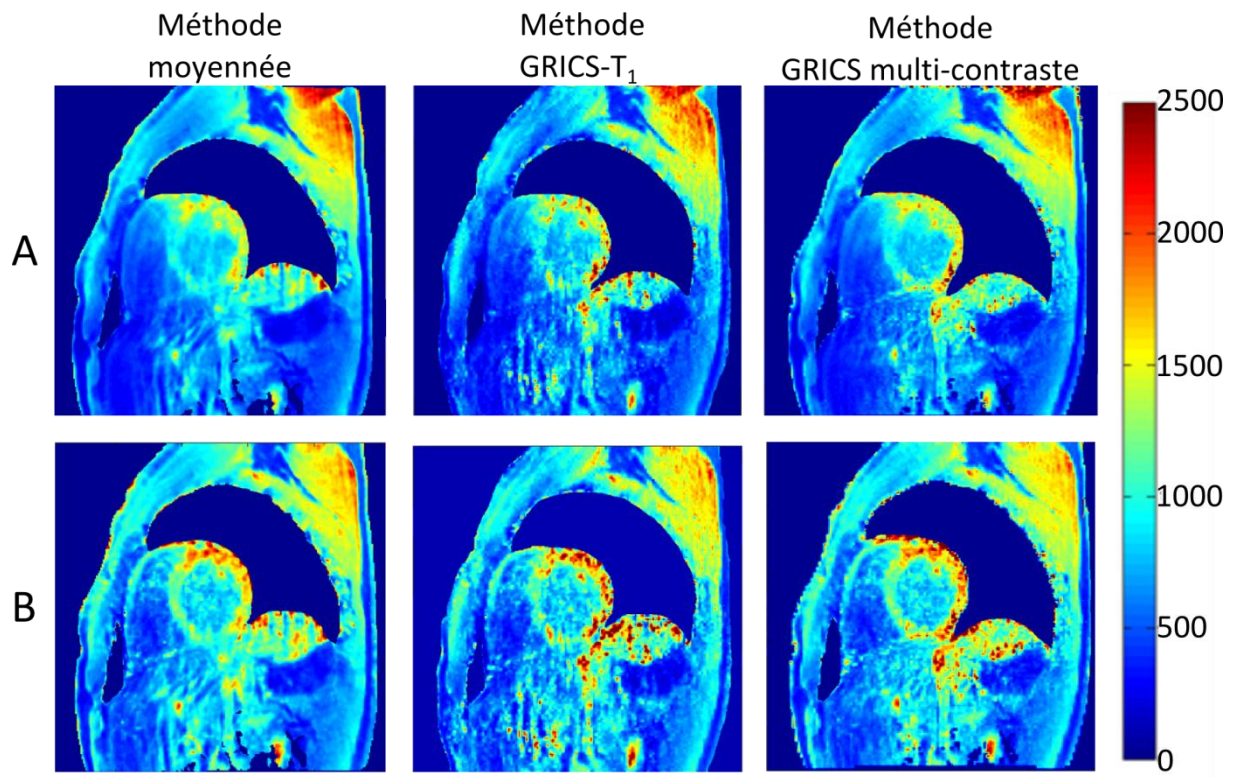 Méthode
moyennée
Méthode
GRICS-T₁
Méthode
GRICS multi-contraste
A
B
2500
2000
1500
1000
500
0